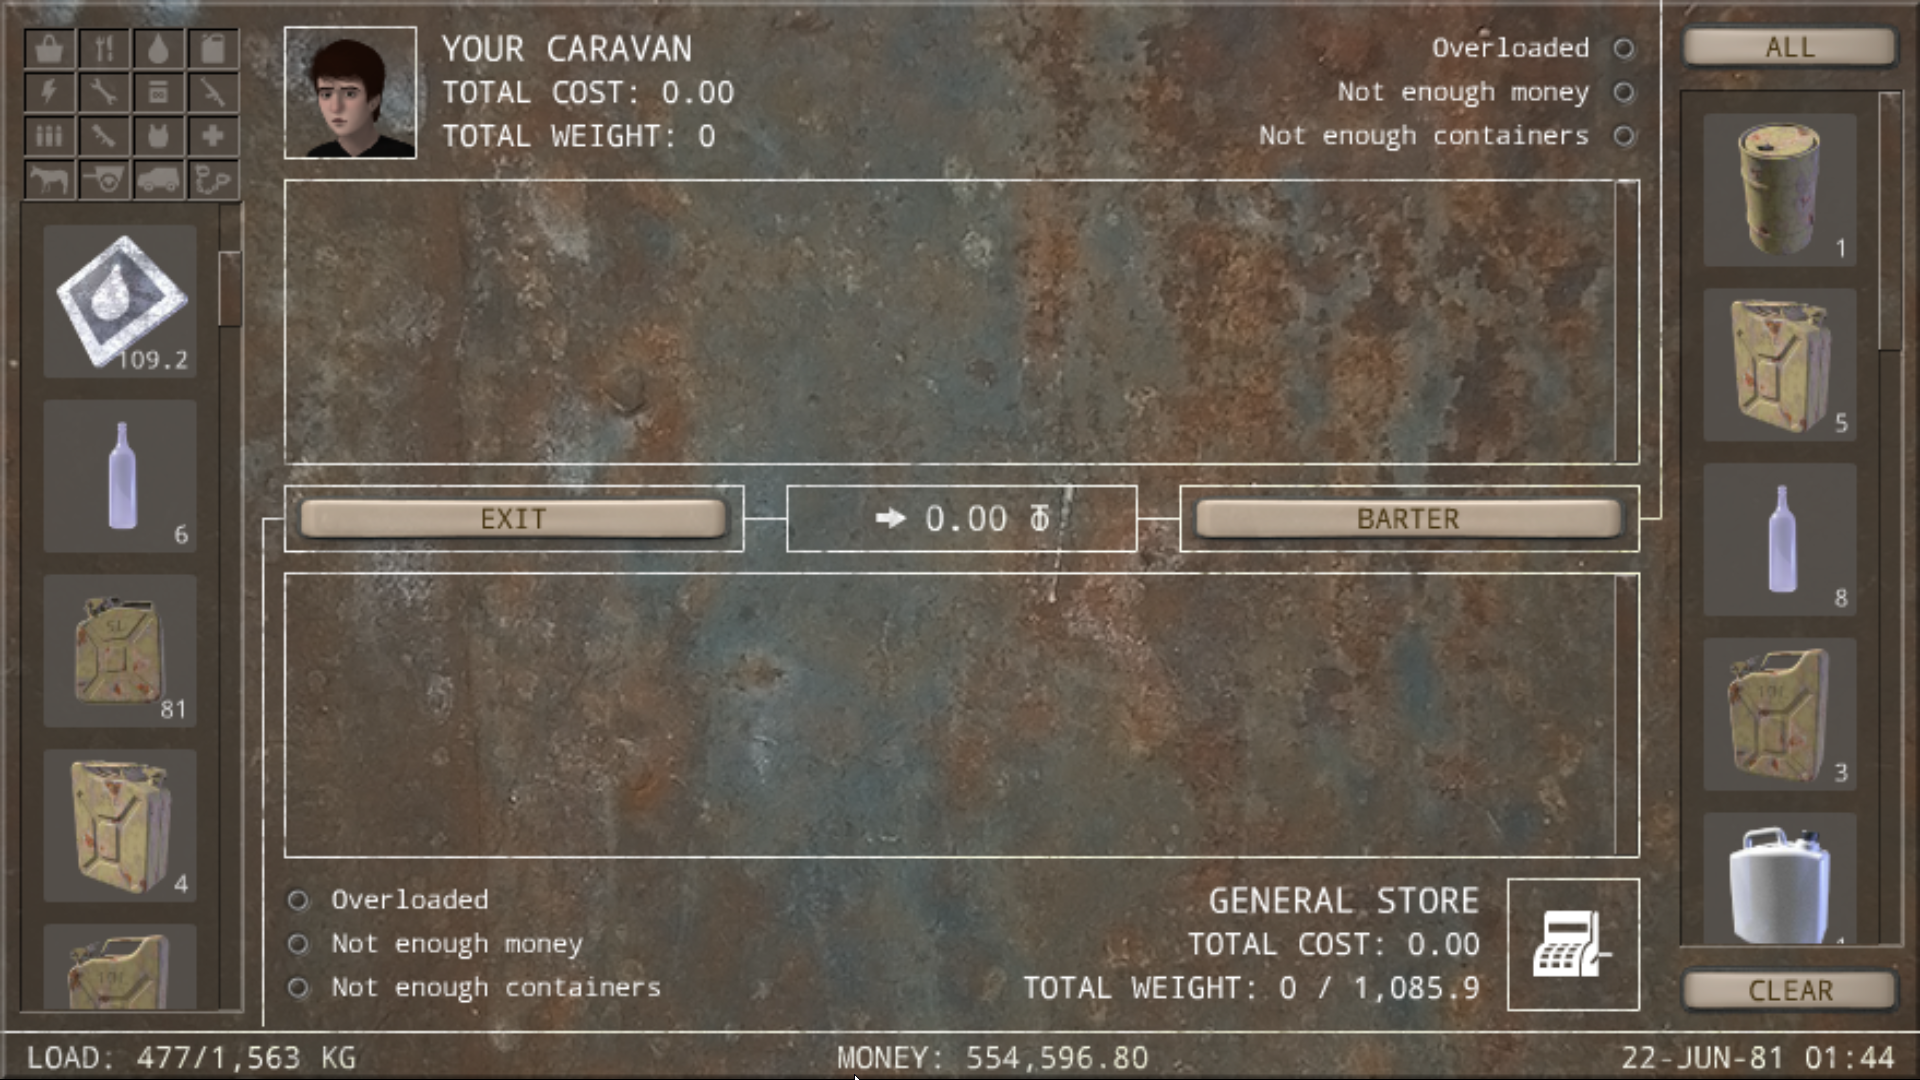 YOUR CARAVAN
TOTAL COST: 0.00
TOTAL WEIGHT: 0
Overloaded
Not enough money
Not enough containers
ALL
109.2
6
81
4
1
5
8
3
EXIT
0.00
BARTER
Overloaded
Not enough money
Not enough containers
GENERAL STORE
TOTAL COST: 0.00
TOTAL WEIGHT: 0 / 1,085.9
CLEAR
LOAD: 477/1,563 KG
MONEY: 554,596.80
22-JUN-81 01:44